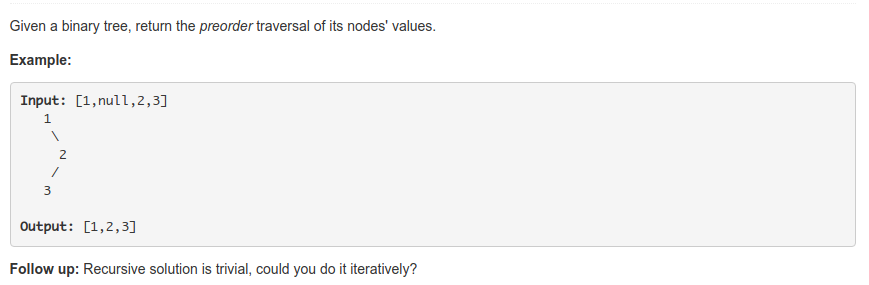 Given a binary tree, return the preorder traversal of its nodes' values.
Example:
Input: [1,null,2,3]
   1
    \
     2
    /
   3
Output: [1,2,3]
Follow up: Recursive solution is trivial, could you do it iteratively?